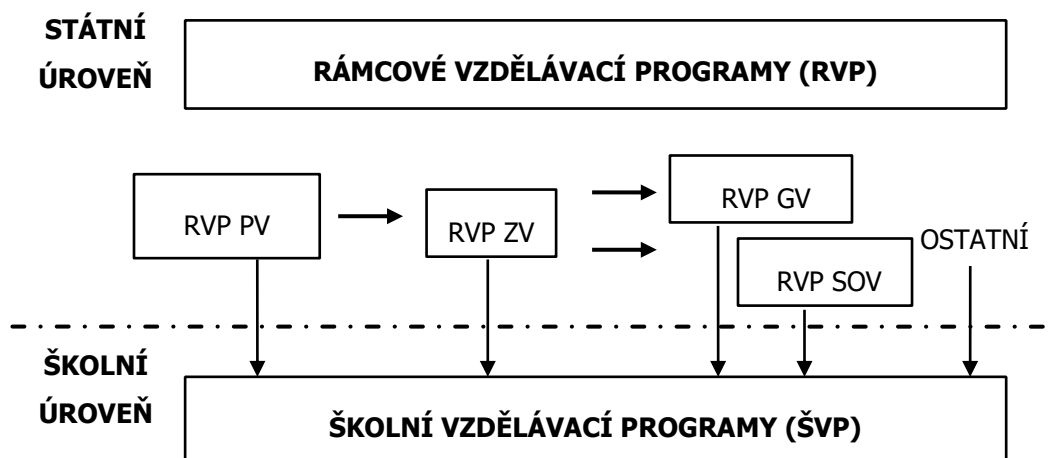 STÁTNÍ
ÚROVEŇ
RÁMCOVÉ VZDĚLÁVACÍ PROGRAMY (RVP)
RVP PV
RVP ZV
RVP GV
RVP SOV
OSTATNÍ
ŠKOLNÍ
ÚROVEŇ
ŠKOLNÍ VZDĚLÁVACÍ PROGRAMY (ŠVP)